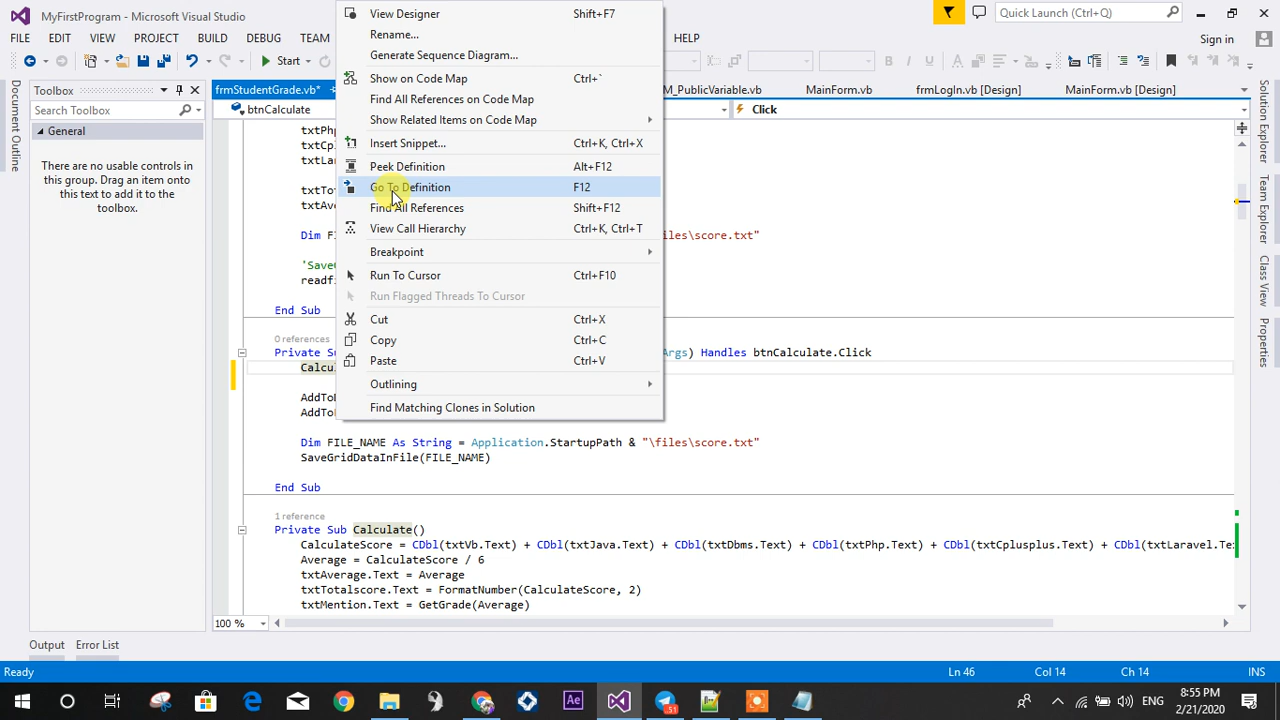 MyFirstProgram - Microsoft Visual Studio
Quick Launch (Ctrl+Q)
FILE EDIT VIEW PROJECT BUILD DEBUG TEAM HELP
Sign in
Start
Toolbox
Search Toolbox
General
There are no usable controls in
this group. Drag an item onto
this text to add it to the
toolbox.
Document Outline
frmStudentGrade.vb*
M_PublicVariable.vb MainForm.vb frmLogIn.vb [Design] MainForm.vb [Design]
btnCalculate
Click
View Designer Shift+F7
Rename...
Generate Sequence Diagram...
Show on Code Map Ctrl+`
Find All References on Code Map
Show Related Items on Code Map
Insert Snippet... Ctrl+K, Ctrl+X
Peek Definition Alt+F12
Go To Definition F12
Find All References Shift+F12
View Call Hierarchy Ctrl+K, Ctrl+T
Breakpoint
Run To Cursor Ctrl+F10
Run Flagged Threads To Cursor
Cut Ctrl+X
Copy Ctrl+C
Paste Ctrl+V
Outlining
Find Matching Clones in Solution
txtPhp
txtCp
txtLar
txtTot
txtAve
Dim FI
files\score.txt"
'Save
readfi
End Sub
0 references
Private Su
Args) Handles btnCalculate.Click
Calcu
AddToD
AddTo
Dim FILE_NAME As String = Application.StartupPath & "\files\score.txt"
SaveGridDataInFile(FILE_NAME)
End Sub
1 reference
Private Sub Calculate()
CalculateScore = CDbl(txtVb.Text) + CDbl(txtJava.Text) + CDbl(txtDbms.Text) + CDbl(txtPhp.Text) + CDbl(txtCplusplus.Text) + CDbl(txtLaravel.Te
Average = CalculateScore / 6
txtAverage.Text = Average
txtTotalscore.Text = FormatNumber(CalculateScore, 2)
txtMention.Text = GetGrade(Average)
100 %
Solution Explorer
Team Explorer
Class View
Properties
Output Error List
Ready Ln 46 Col 14 Ch 14 INS
Ae
51
ENG
8:55 PM
2/21/2020